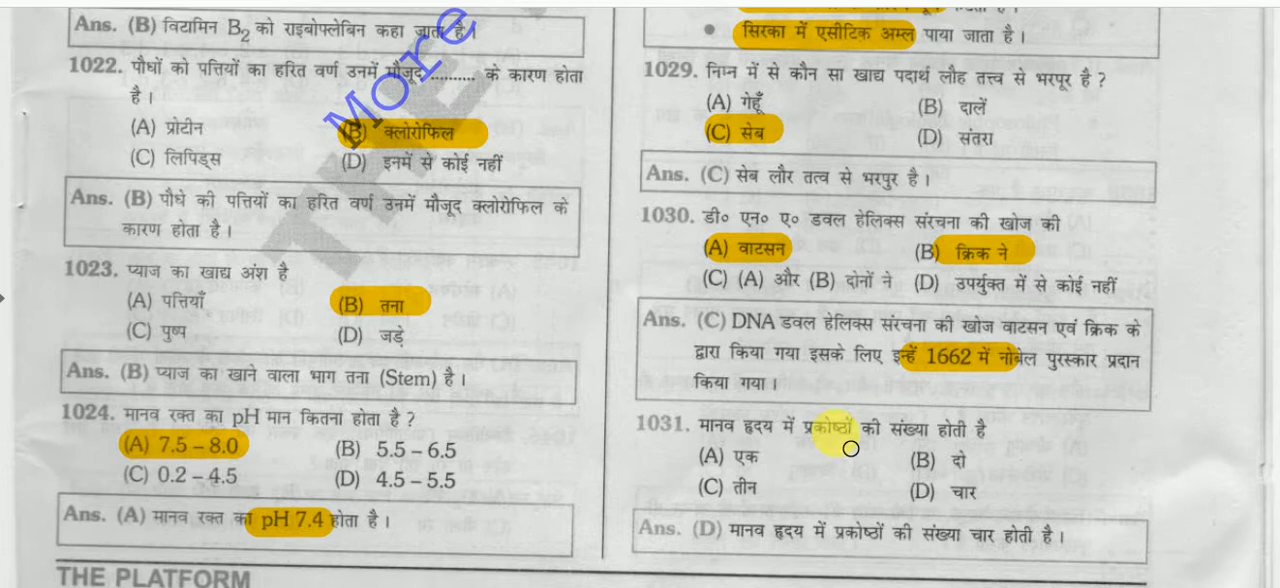 Ans. (B) विटामिन B2 को राइबोफ्लेबिन कहा जाता है।
1022. पौधों को पत्तियों का हरित वर्ण उनमें मौजूद .......... के कारण होता
है।
(A) प्रोटीन (B) क्लोरोफिल
(C) लिपिड्स (D) इनमें से कोई नहीं
Ans. (B) पौधे की पत्तियों का हरित वर्ण उनमें मौजूद क्लोरोफिल के
कारण होता है।
1023. प्याज का खाद्य अंश है
(A) पत्तियाँ (B) तना
(C) पुष्प (D) जड़े
Ans. (B) प्याज का खाने वाला भाग तना (Stem) है।
1024. मानव रक्त का pH मान कितना होता है ?
(A) 7.5 – 8.0 (B) 5.5 – 6.5
(C) 0.2 – 4.5 (D) 4.5 – 5.5
Ans. (A) मानव रक्त का pH 7.4 होता है।
THE PLATFORM
More
• सिरका में एसीटिक अम्ल पाया जाता है।
1029. निम्न में से कौन सा खाद्य पदार्थ लौह तत्त्व से भरपूर है ?
(A) गेहूँ (B) दालें
(C) सेब (D) संतरा
Ans. (C) सेब लौर तत्व से भरपुर है।
1030. डी० एन० ए० डवल हेलिक्स संरचना की खोज की
(A) वाटसन (B) क्रिक ने
(C) (A) और (B) दोनों ने (D) उपर्युक्त में से कोई नहीं
Ans. (C) DNA डवल हेलिक्स संरचना की खोज वाटसन एवं क्रिक के
द्वारा किया गया इसके लिए इन्हें 1662 में नोबेल पुरस्कार प्रदान
किया गया।
1031. मानव हृदय में प्रकोष्ठों की संख्या होती है
(A) एक (B) दो
(C) तीन (D) चार
Ans. (D) मानव हृदय में प्रकोष्ठों की संख्या चार होती है।